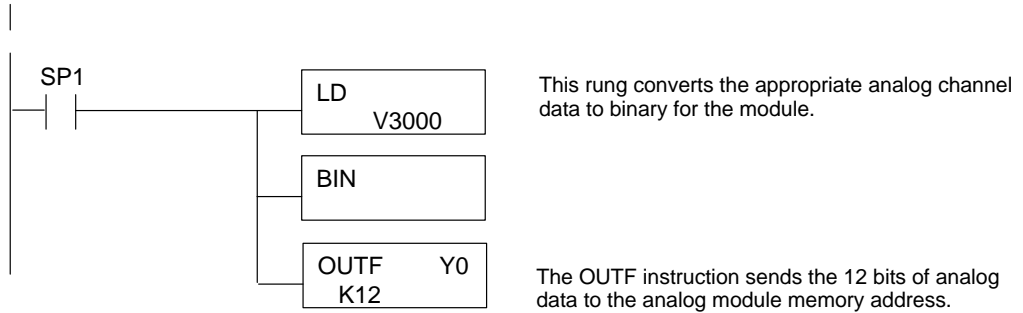 SP1
LD
V3000
This rung converts the appropriate analog channel
data to binary for the module.
BIN
OUTF Y0
K12
The OUTF instruction sends the 12 bits of analog
data to the analog module memory address.